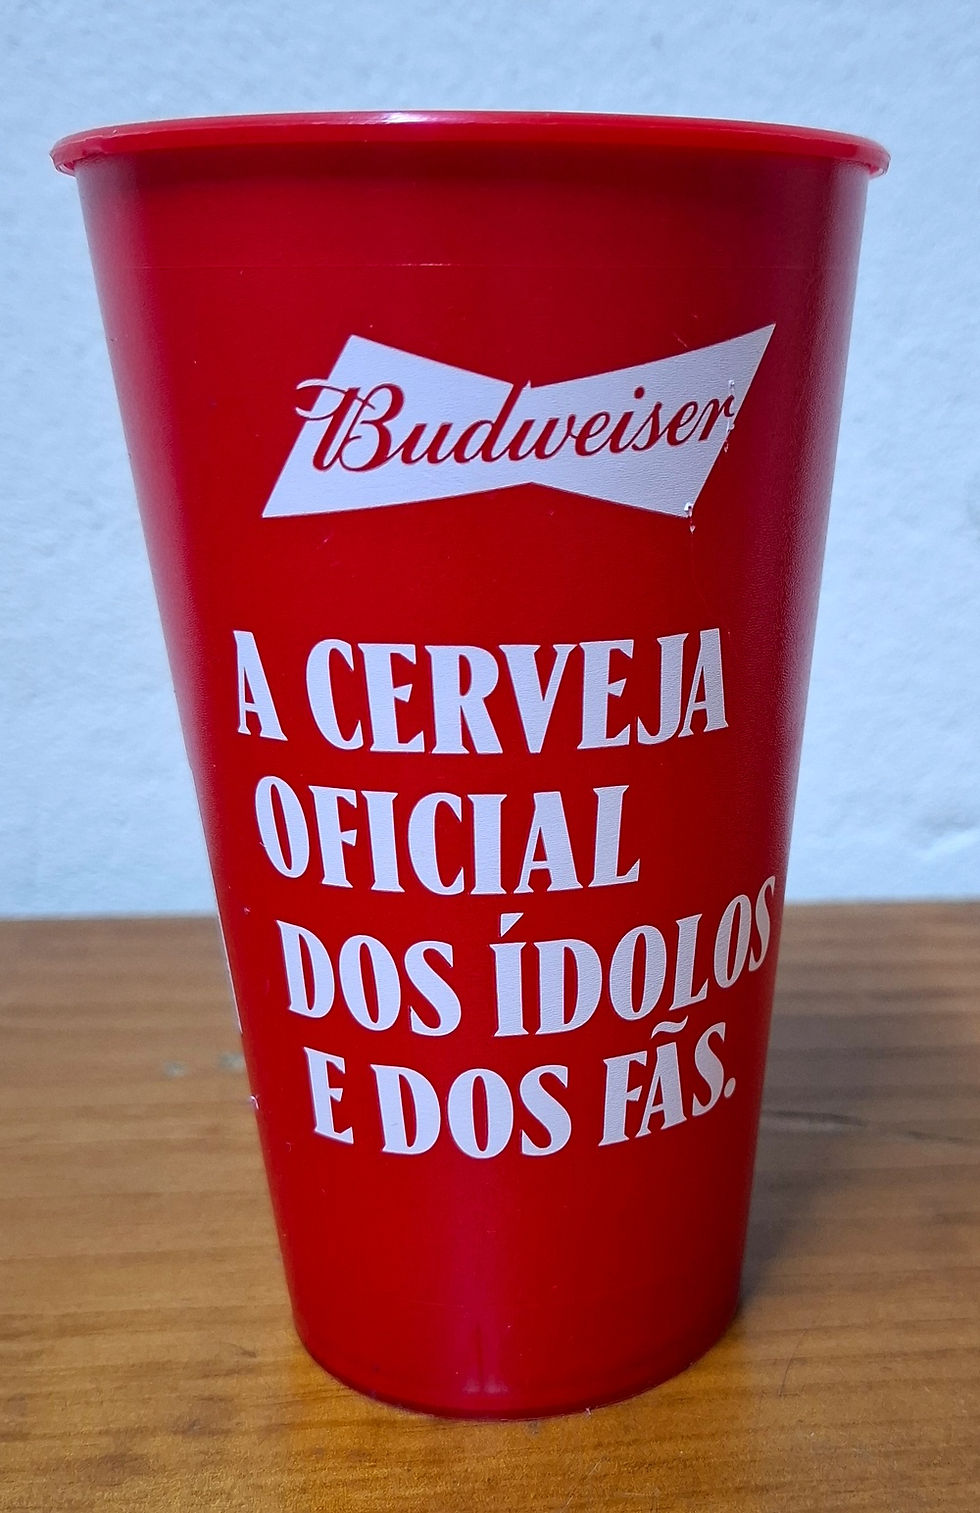 Budweiser
A CERVEJA
OFICIAL
DOS ÍDOLOS
E DOS FÃS.